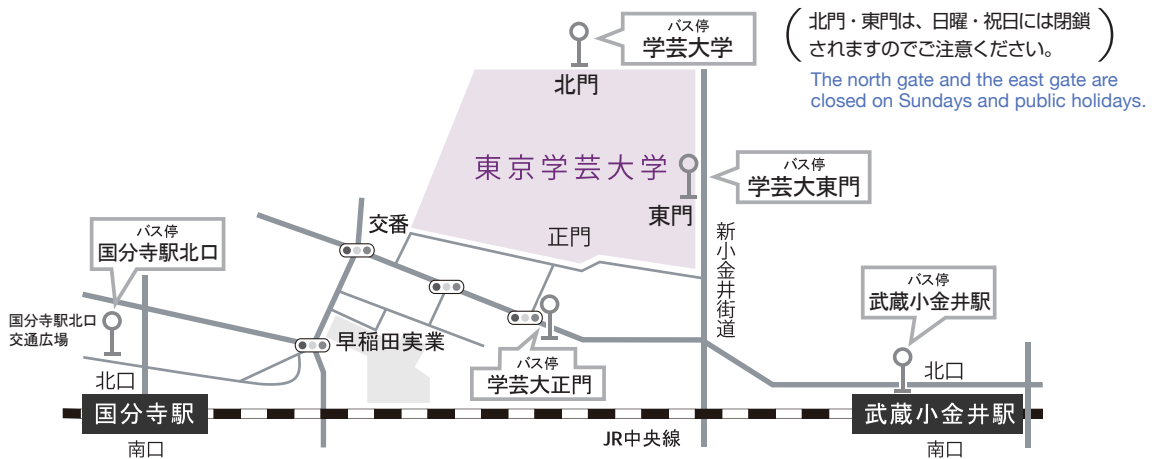 バス停
学芸大学
北門・東門は、日曜・祝日には閉鎖
されますのでご注意ください。
The north gate and the east gate are
closed on Sundays and public holidays.
北門
東京学芸大学
バス停
学芸大東門
東門
交番
正門
新小金井街道
バス停
国分寺駅北口
バス停
武蔵小金井駅
国分寺駅北口
交通広場
早稲田実業
バス停
学芸大正門
北口
北口
国分寺駅
武蔵小金井駅
JR中央線
南口
南口